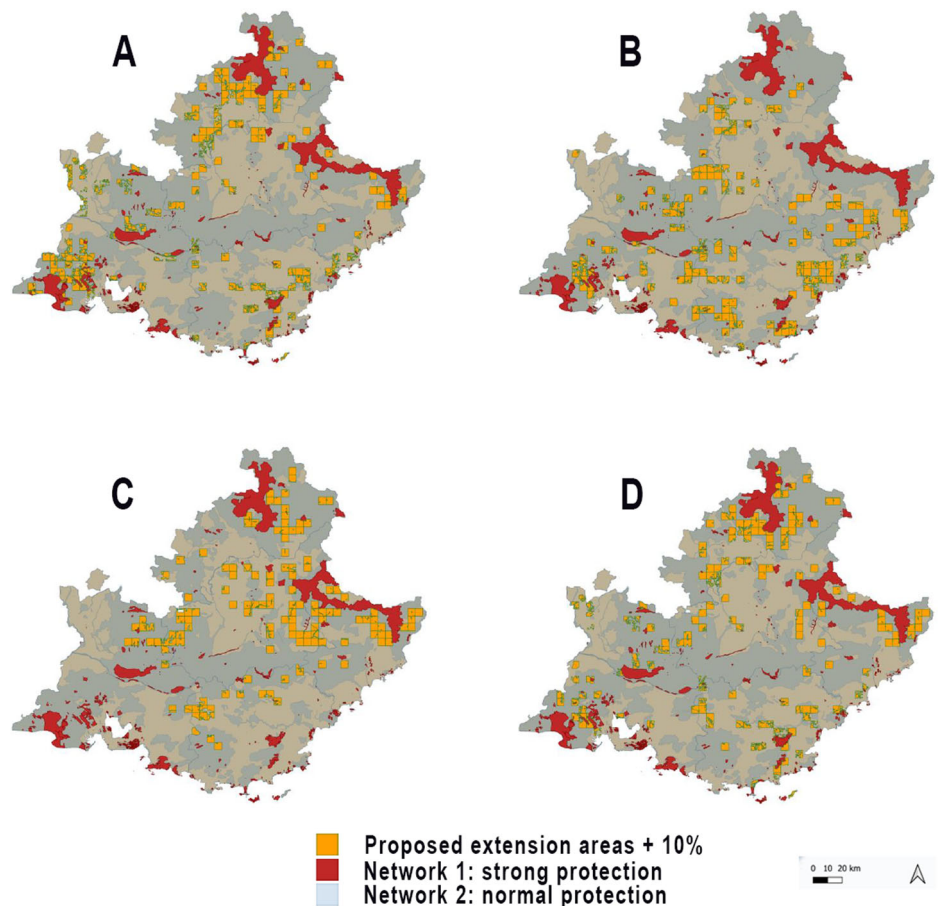 A
B
C
D
Proposed extension areas + 10%
Network 1: strong protection
Network 2: normal protection
0 10 20 km